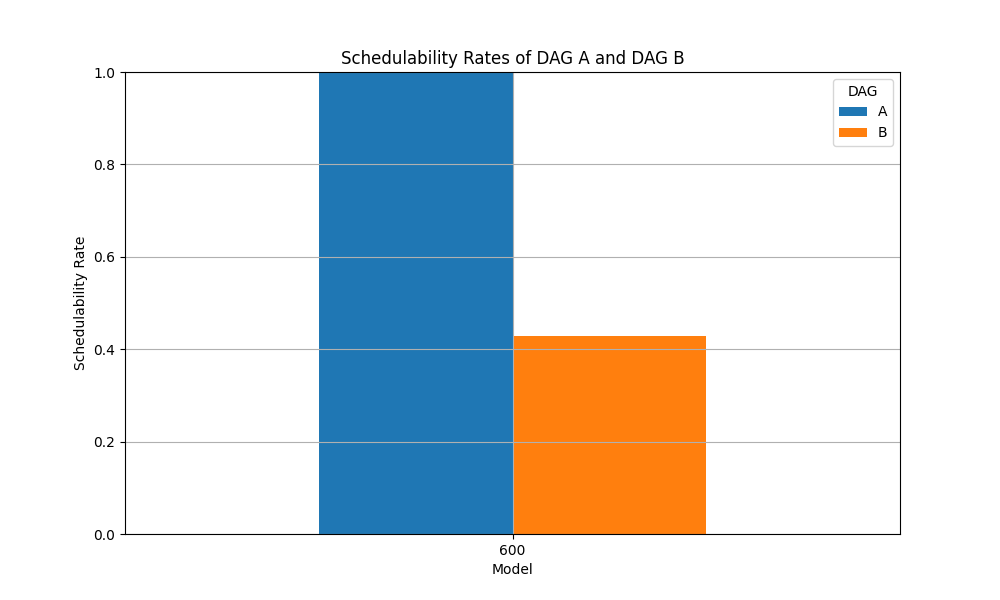 Schedulability Rates of DAG A and DAG B
DAG
A
B
Schedulability Rate
1.0
0.8
0.6
0.4
0.2
0.0
600
Model